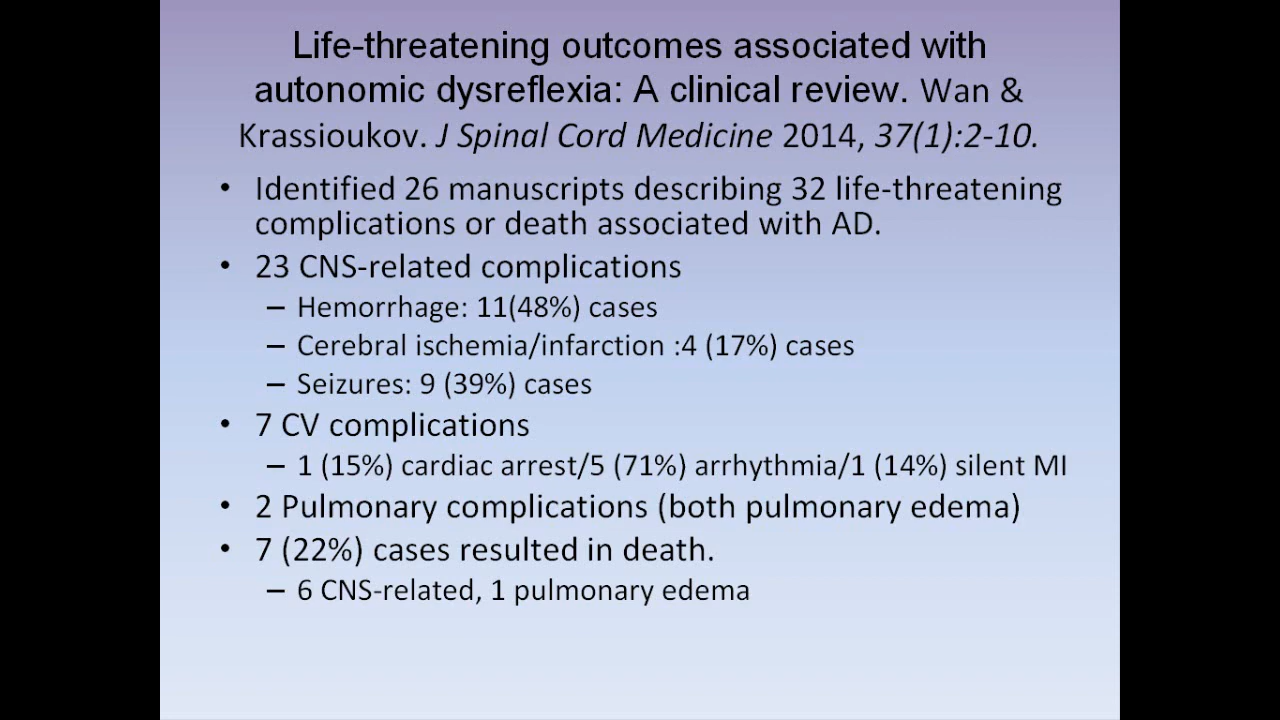 Life-threatening outcomes associated with
autonomic dysreflexia: A clinical review. Wan &
Krassioukov. J Spinal Cord Medicine 2014, 37(1):2-10.
• Identified 26 manuscripts describing 32 life-threatening
complications or death associated with AD.
• 23 CNS-related complications
– Hemorrhage: 11(48%) cases
– Cerebral ischemia/infarction :4 (17%) cases
– Seizures: 9 (39%) cases
• 7 CV complications
– 1 (15%) cardiac arrest/5 (71%) arrhythmia/1 (14%) silent MI
• 2 Pulmonary complications (both pulmonary edema)
• 7 (22%) cases resulted in death.
– 6 CNS-related, 1 pulmonary edema